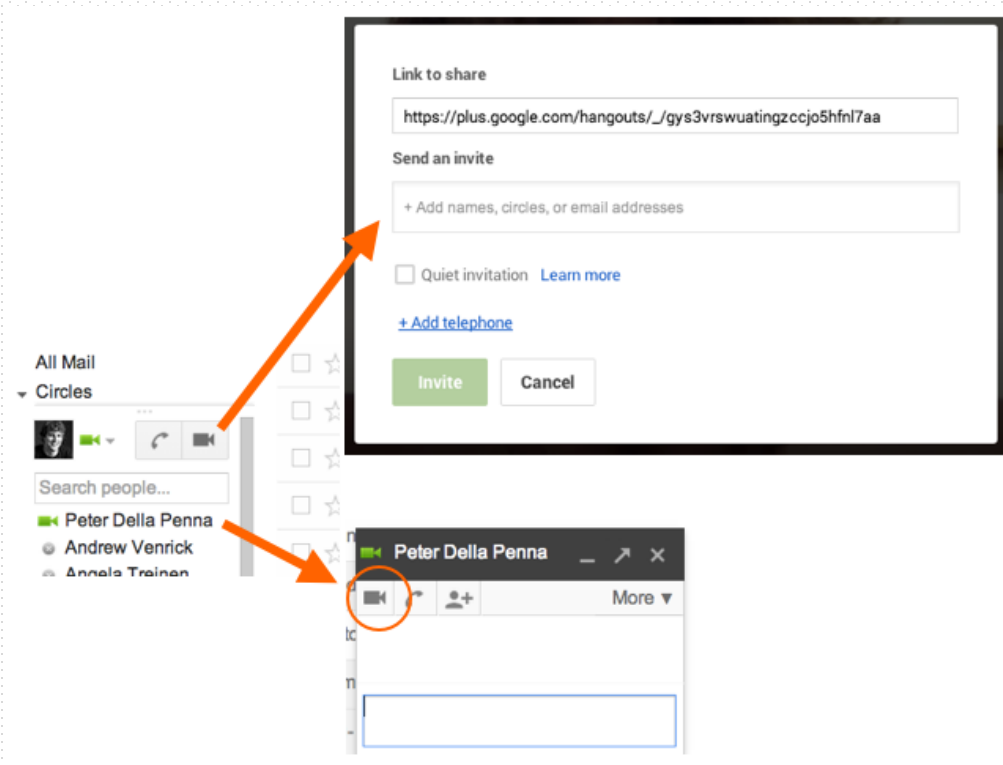 Link to share
https://plus.google.com/hangouts/_/gys3vrswuatingzccjo5hfnl7aa
Send an invite
+ Add names, circles, or email addresses
Quiet invitation Learn more
+ Add telephone
Invite Cancel
All Mail
Circles
Search people...
Peter Della Penna
Andrew Venrick
Angela Treinen
Peter Della Penna
More ▼